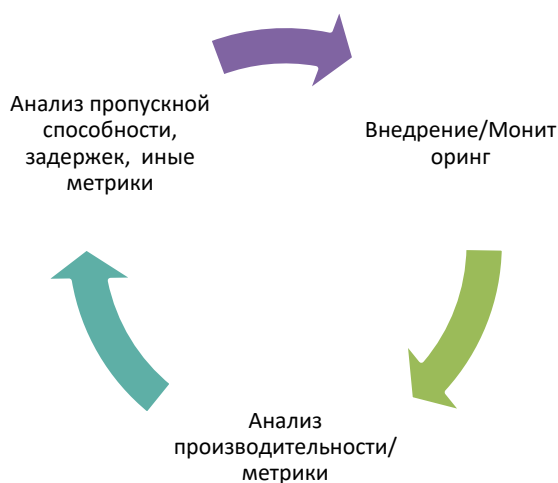 Анализ пропускной
способности,
задержек, иные
метрики
Внедрение/Монит
оринг
Анализ
производительности/
метрики